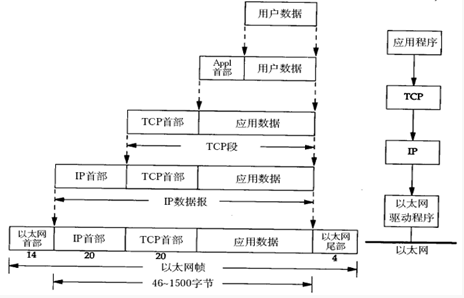 用户数据
应用程序
Appl
首部
用户数据
TCP
TCP首部
应用数据
TCP段
IP
IP首部
TCP首部
应用数据
IP数据报
以太网
驱动程序
以太网
首部
IP首部
TCP首部
应用数据
以太网
尾部
以太网
14
20
20
4
以太网帧
46~1500字节